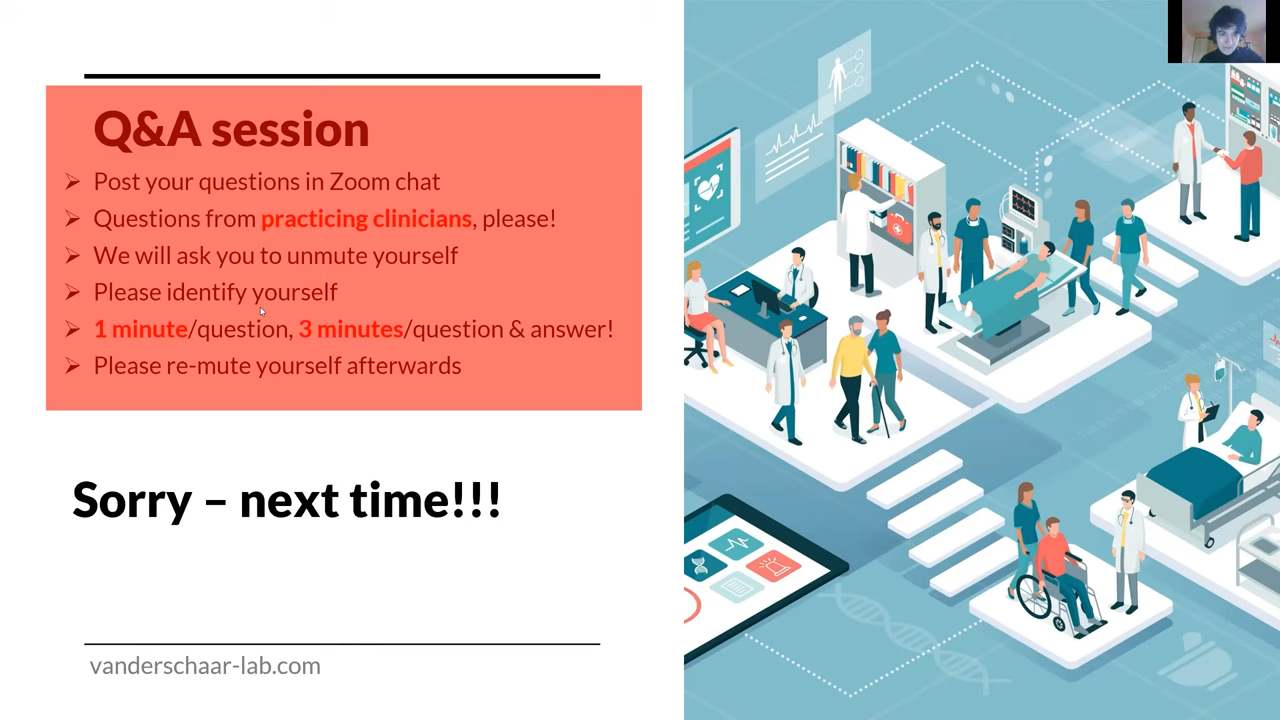 Q&A session
Post your questions in Zoom chat
Questions from practicing clinicians, please!
We will ask you to unmute yourself
Please identify yourself
1 minute/question, 3 minutes/question & answer!
Please re-mute yourself afterwards
Sorry – next time!!!
vanderschaar-lab.com